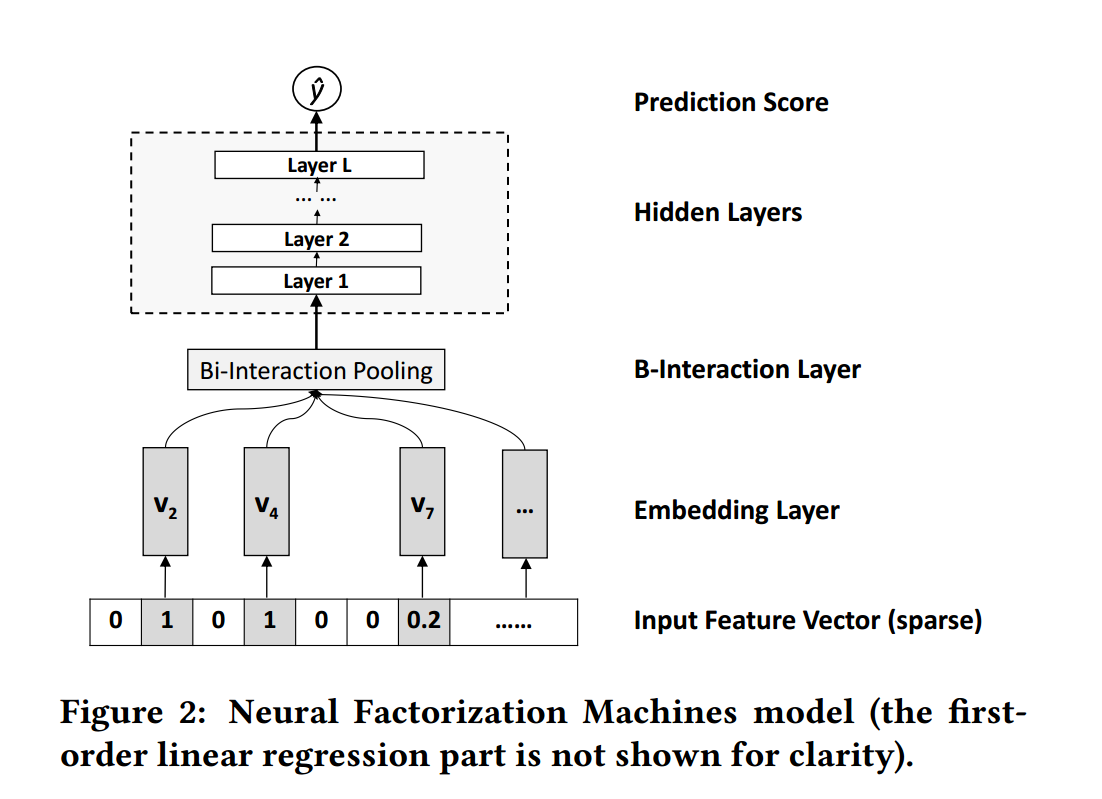 ŷ
Prediction Score
Layer L
... ...
Hidden Layers
Layer 2
Layer 1
Bi-Interaction Pooling
B-Interaction Layer
v2 v4 v7 ...
Embedding Layer
0 1 0 1 0 0 0.2 ......
Input Feature Vector (sparse)
Figure 2: Neural Factorization Machines model (the first-
order linear regression part is not shown for clarity).